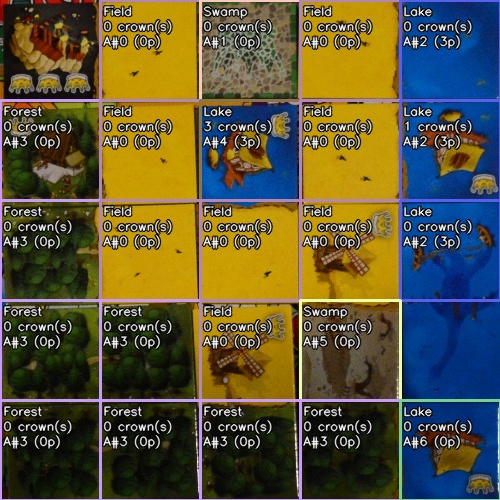 Field
0 crown(s)
A#0 (0p)
Swamp
0 crown(s)
A#1 (0p)
Field
0 crown(s)
A#0 (0p)
Lake
0 crown(s)
A#2 (3p)
Forest
0 crown(s)
A#3 (0p)
Field
0 crown(s)
A#0 (0p)
Lake
3 crown(s)
A#4 (3p)
Field
0 crown(s)
A#0 (0p)
Lake
1 crown(s)
A#2 (3p)
Forest
0 crown(s)
A#3 (0p)
Field
0 crown(s)
A#0 (0p)
Field
0 crown(s)
A#0 (0p)
Field
0 crown(s)
A#0 (0p)
Lake
0 crown(s)
A#2 (3p)
Forest
0 crown(s)
A#3 (0p)
Forest
0 crown(s)
A#3 (0p)
Field
0 crown(s)
A#0 (0p)
Swamp
0 crown(s)
A#5 (0p)
Forest
0 crown(s)
A#3 (0p)
Forest
0 crown(s)
A#3 (0p)
Forest
0 crown(s)
A#3 (0p)
Forest
0 crown(s)
A#3 (0p)
Lake
0 crown(s)
A#6 (0p)